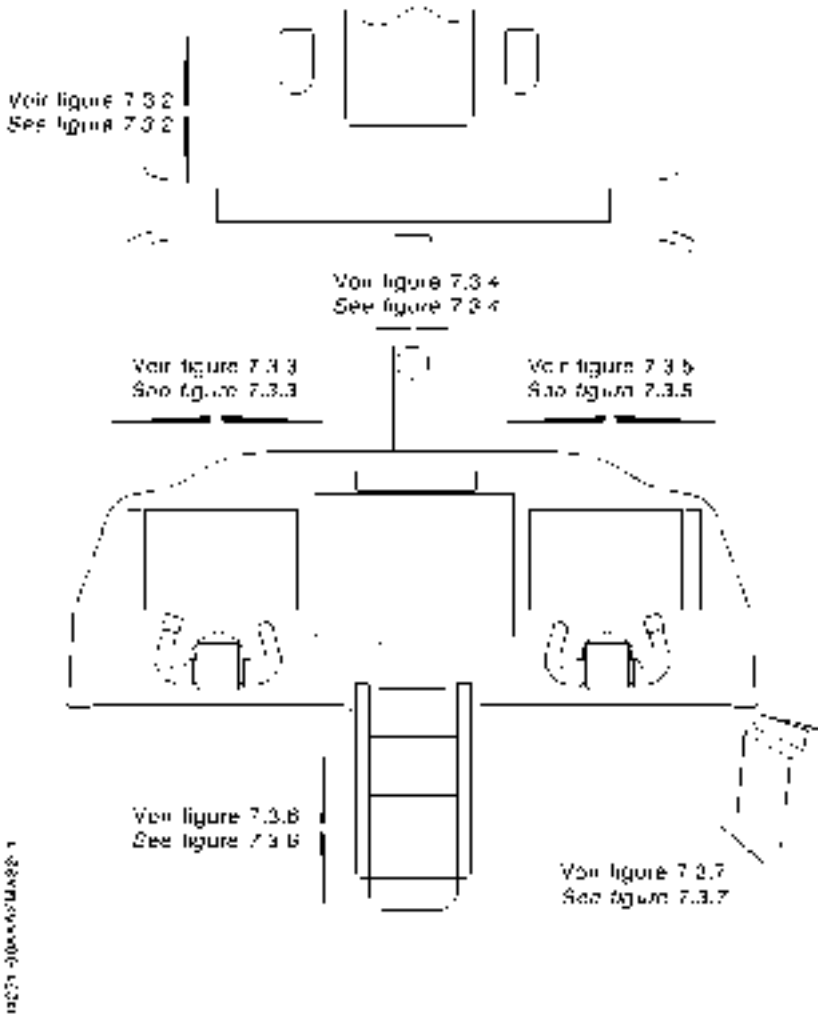 Voir figure 7.3.2
See figure 7.3.2
Voir figure 7.3.4
See figure 7.3.4
Voir figure 7.3.3
See figure 7.3.3
Voir figure 7.3.5
See figure 7.3.5
Voir figure 7.3.6
See figure 7.3.6
Voir figure 7.3.7
See figure 7.3.7